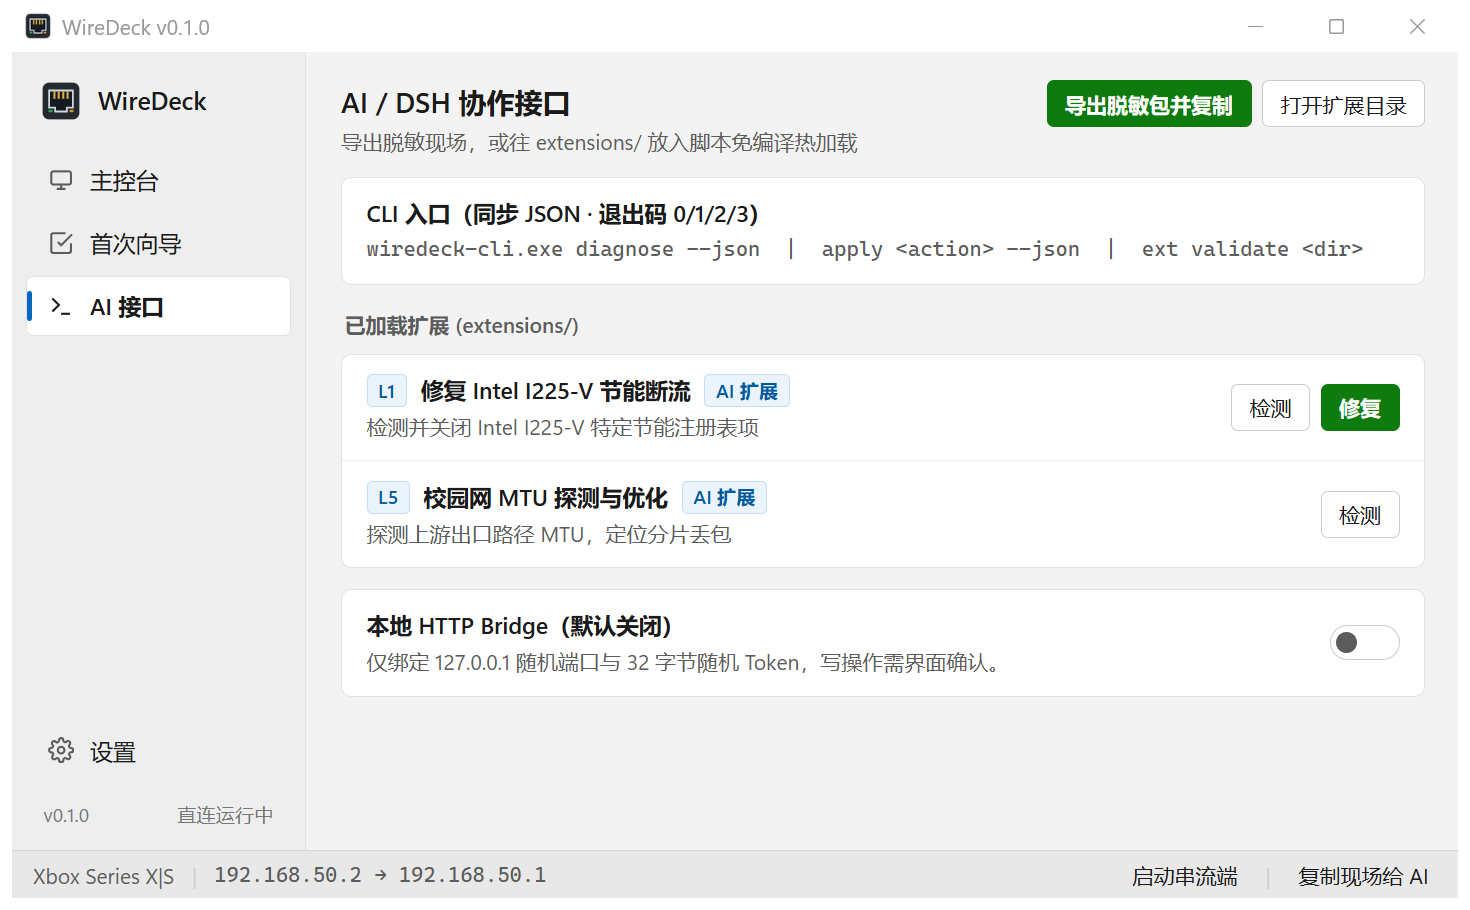 WireDeck v0.1.0
WireDeck
主控台
首次向导
AI 接口
设置
v0.1.0 直连运行中
AI / DSH 协作接口
导出脱敏现场，或往 extensions/ 放入脚本免编译热加载
导出脱敏包并复制 打开扩展目录
CLI 入口（同步 JSON · 退出码 0/1/2/3）
wiredeck-cli.exe diagnose --json | apply <action> --json | ext validate <dir>
已加载扩展 (extensions/)
L1 修复 Intel I225-V 节能断流 AI 扩展
检测并关闭 Intel I225-V 特定节能注册表项
检测 修复
L5 校园网 MTU 探测与优化 AI 扩展
探测上游出口路径 MTU，定位分片丢包
检测
本地 HTTP Bridge（默认关闭）
仅绑定 127.0.0.1 随机端口与 32 字节随机 Token，写操作需界面确认。
Xbox Series X|S | 192.168.50.2 → 192.168.50.1 启动串流端 | 复制现场给 AI